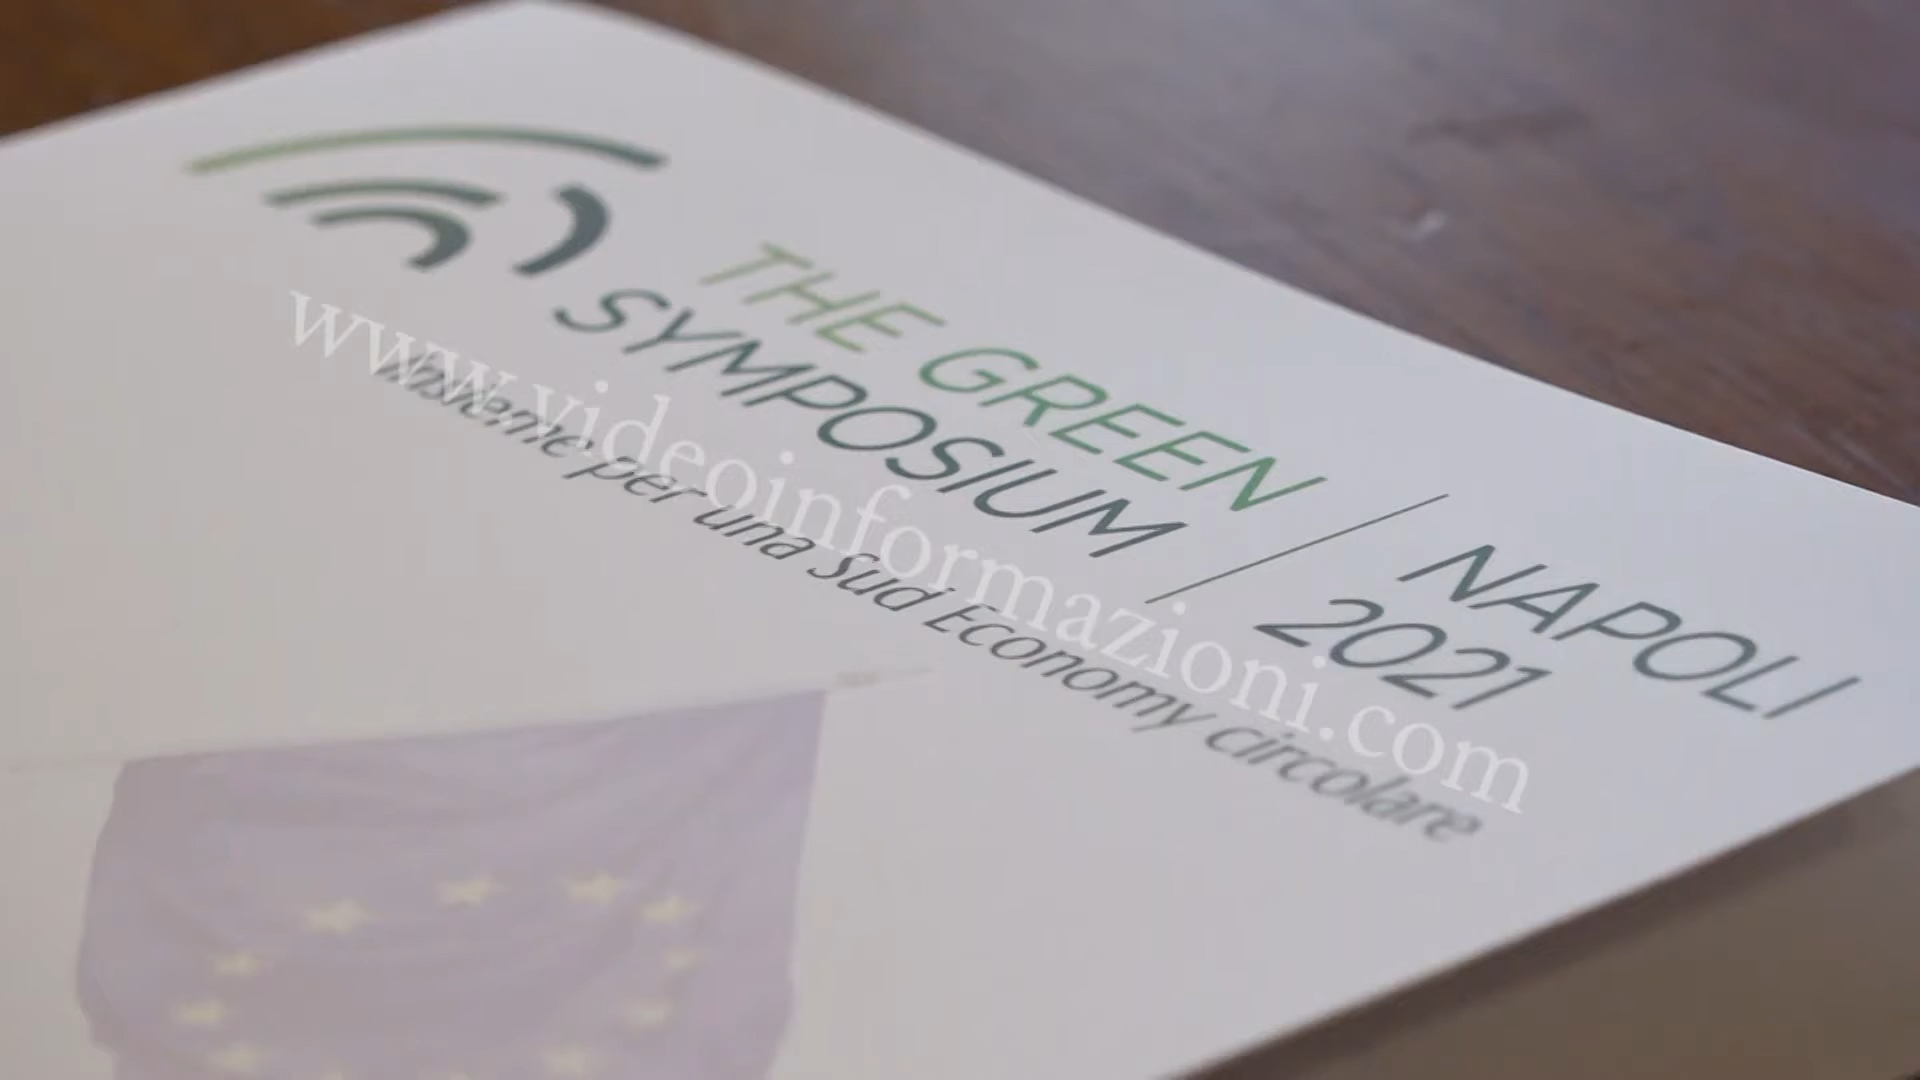 THE GREEN
SYMPOSIUM
NAPOLI
2021
Insieme per una Sud Economy circolare
www.videoinformazioni.com